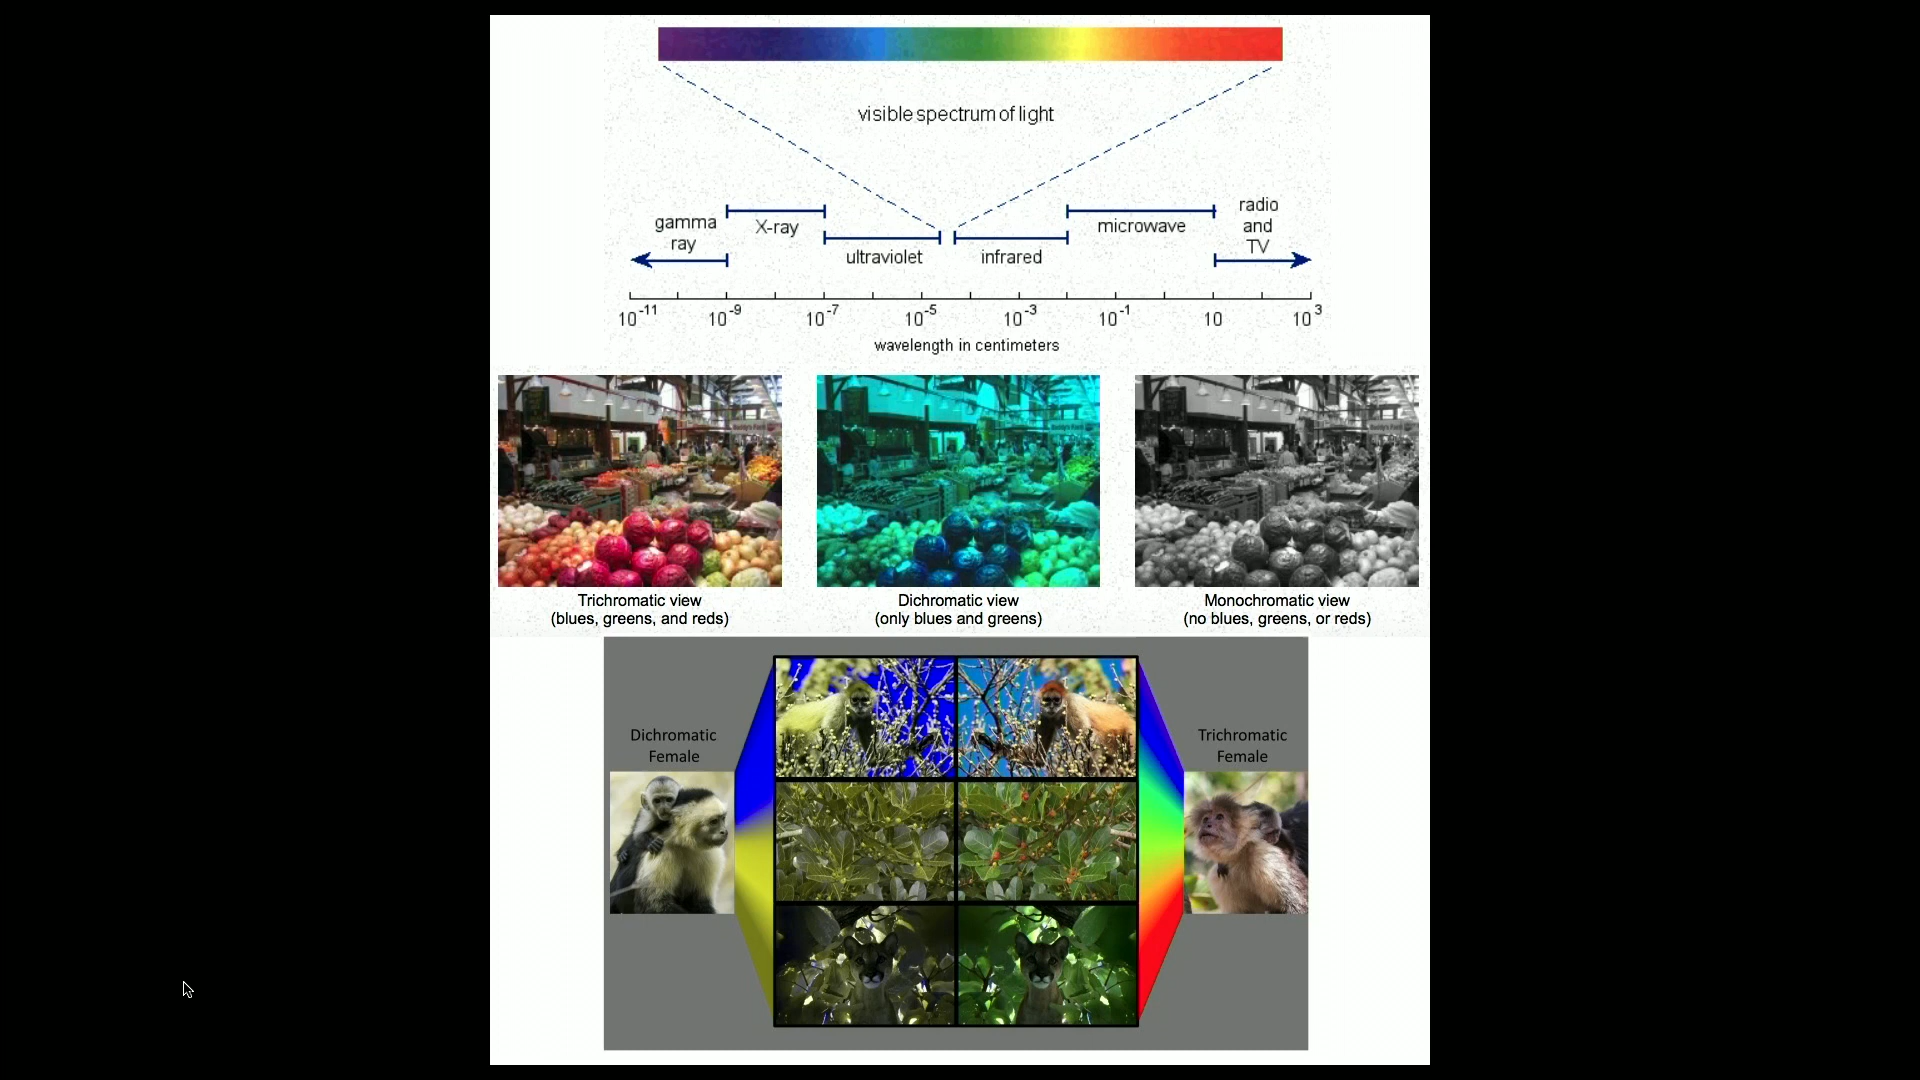 visible spectrum of light
gamma
ray
X-ray
ultraviolet
infrared
microwave
radio
and
TV
10-11
10-9
10-7
10-5
10-3
10-1
10
10 3
wavelength in centimeters
Trichromatic view
(blues, greens, and reds)
Dichromatic view
(only blues and greens)
Monochromatic view
(no blues, greens, or reds)
Dichromatic
Female
Trichromatic
Female